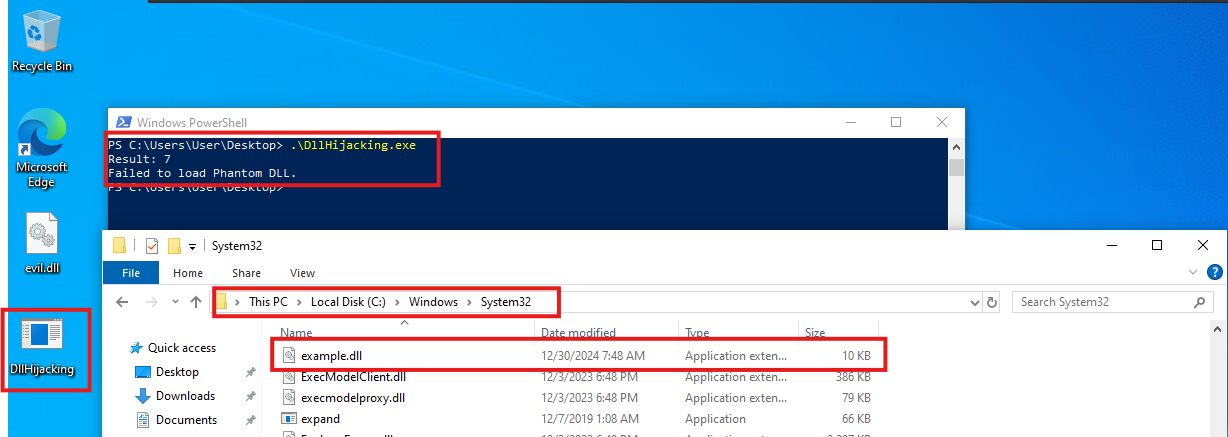 Recycle Bin
Microsoft
Edge
evil.dll
DllHijacking
Windows PowerShell
PS C:\Users\User\Desktop> .\DllHijacking.exe
Result: 7
Failed to load Phantom DLL.
PS C:\Users\User\Desktop>
System32
File Home Share View
This PC > Local Disk (C:) > Windows > System32
Search System32
Quick access
Desktop
Downloads
Documents
Name Date modified Type Size
example.dll 12/30/2024 7:48 AM Application exten... 10 KB
ExecModelClient.dll 12/3/2023 6:48 PM Application exten... 386 KB
execmodelproxy.dll 12/3/2023 6:48 PM Application exten... 79 KB
expand 12/7/2019 1:08 AM Application 66 KB